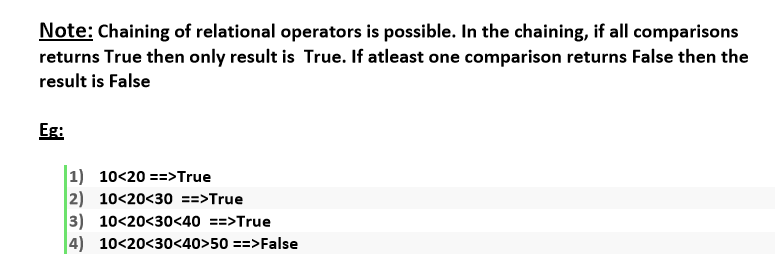 Note: Chaining of relational operators is possible. In the chaining, if all comparisons
returns True then only result is True. If atleast one comparison returns False then the
result is False
Eg:
1) 10<20 ==>True
2) 10<20<30 ==>True
3) 10<20<30<40 ==>True
4) 10<20<30<40>50 ==>False